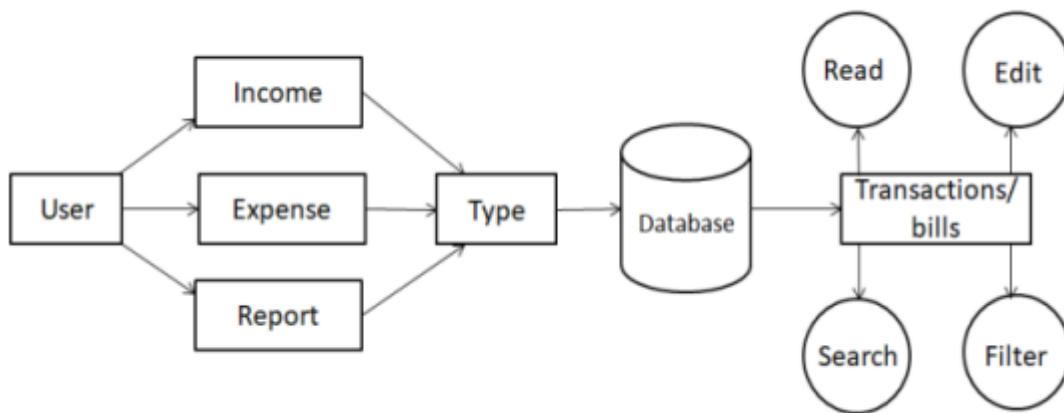 Read
Edit
Income
User
Expense
Type
Database
Transactions/
bills
Report
Search
Filter